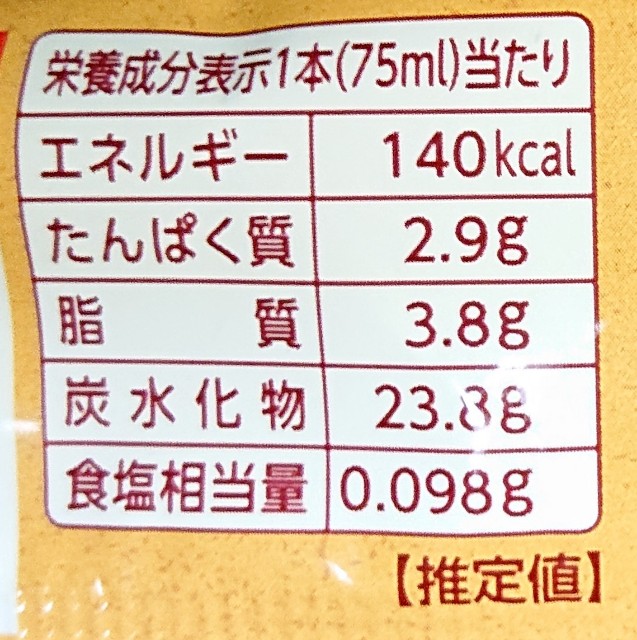 栄養成分表示1本(75ml)当たり
エネルギー 140kcal
たんぱく質 2.9g
脂質 3.8g
炭水化物 23.8g
食塩相当量 0.098g
【推定値】